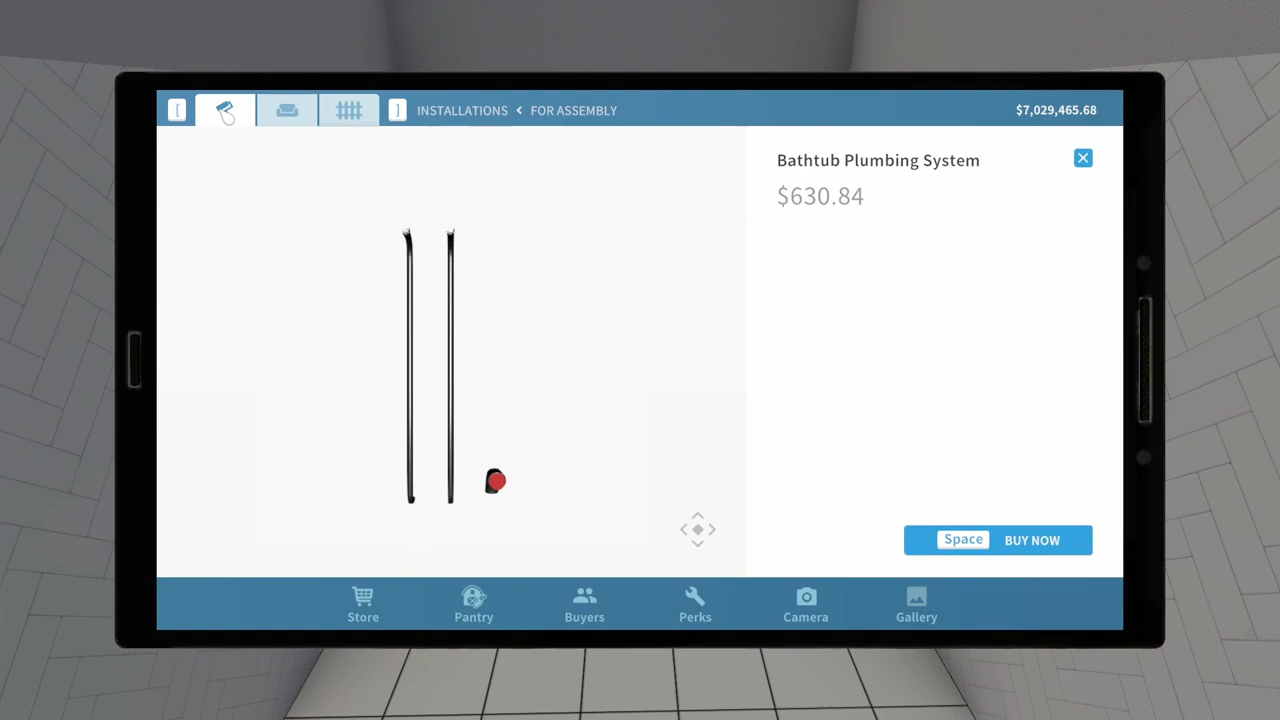 [ ] INSTALLATIONS < FOR ASSEMBLY $7,029,465.68
Bathtub Plumbing System
$630.84
Space BUY NOW
Store Pantry Buyers Perks Camera Gallery